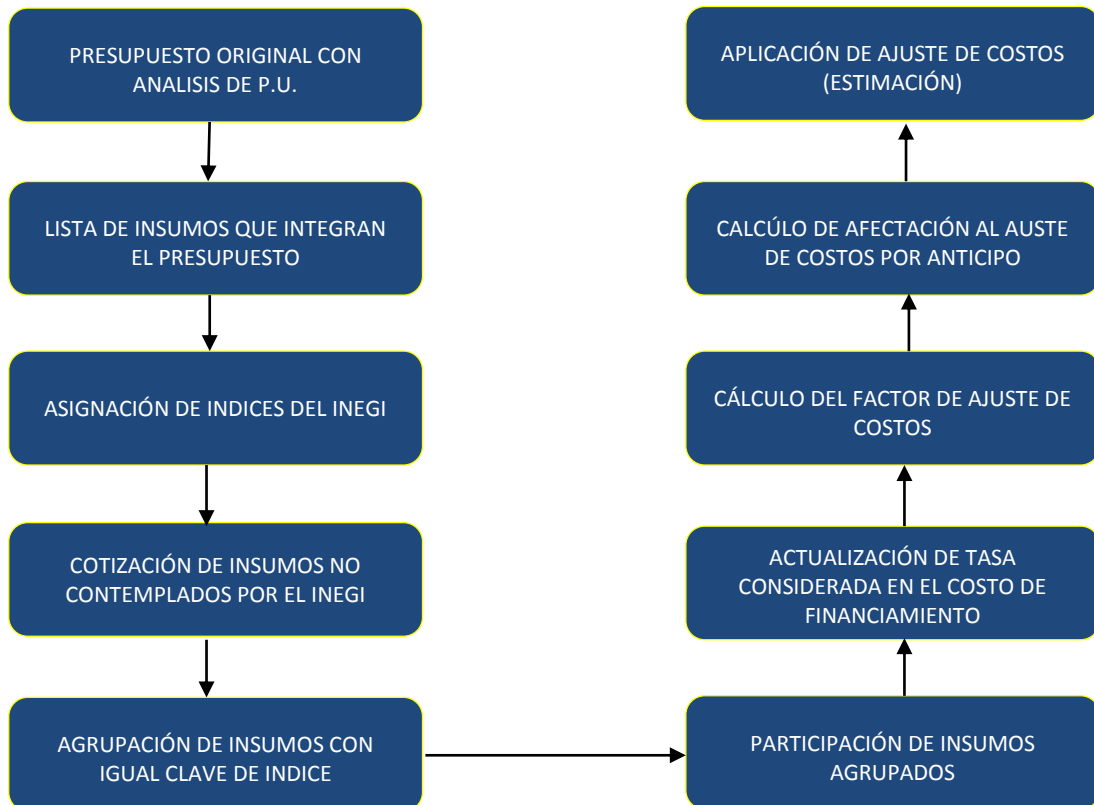 PRESUPUESTO ORIGINAL CON
ANALISIS DE P.U.
LISTA DE INSUMOS QUE INTEGRAN
EL PRESUPUESTO
ASIGNACIÓN DE INDICES DEL INEGI
COTIZACIÓN DE INSUMOS NO
CONTEMPLADOS POR EL INEGI
AGRUPACIÓN DE INSUMOS CON
IGUAL CLAVE DE INDICE
PARTICIPACIÓN DE INSUMOS
AGRUPADOS
ACTUALIZACIÓN DE TASA
CONSIDERADA EN EL COSTO DE
FINANCIAMIENTO
CÁLCULO DEL FACTOR DE AJUSTE DE
COSTOS
CALCÚLO DE AFECTACIÓN AL AUSTE
DE COSTOS POR ANTICIPO
APLICACIÓN DE AJUSTE DE COSTOS
(ESTIMACIÓN)